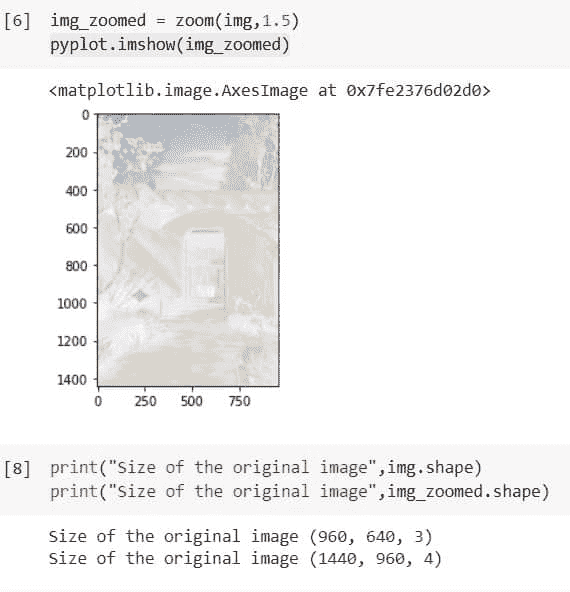 [6] img_zoomed = zoom(img,1.5)
pyplot.imshow(img_zoomed)
<matplotlib.image.AxesImage at 0x7fe2376d02d0>
0
200
400
600
800
1000
1200
1400
0 250 500 750
[8] print("Size of the original image",img.shape)
print("Size of the original image",img_zoomed.shape)
Size of the original image (960, 640, 3)
Size of the original image (1440, 960, 4)